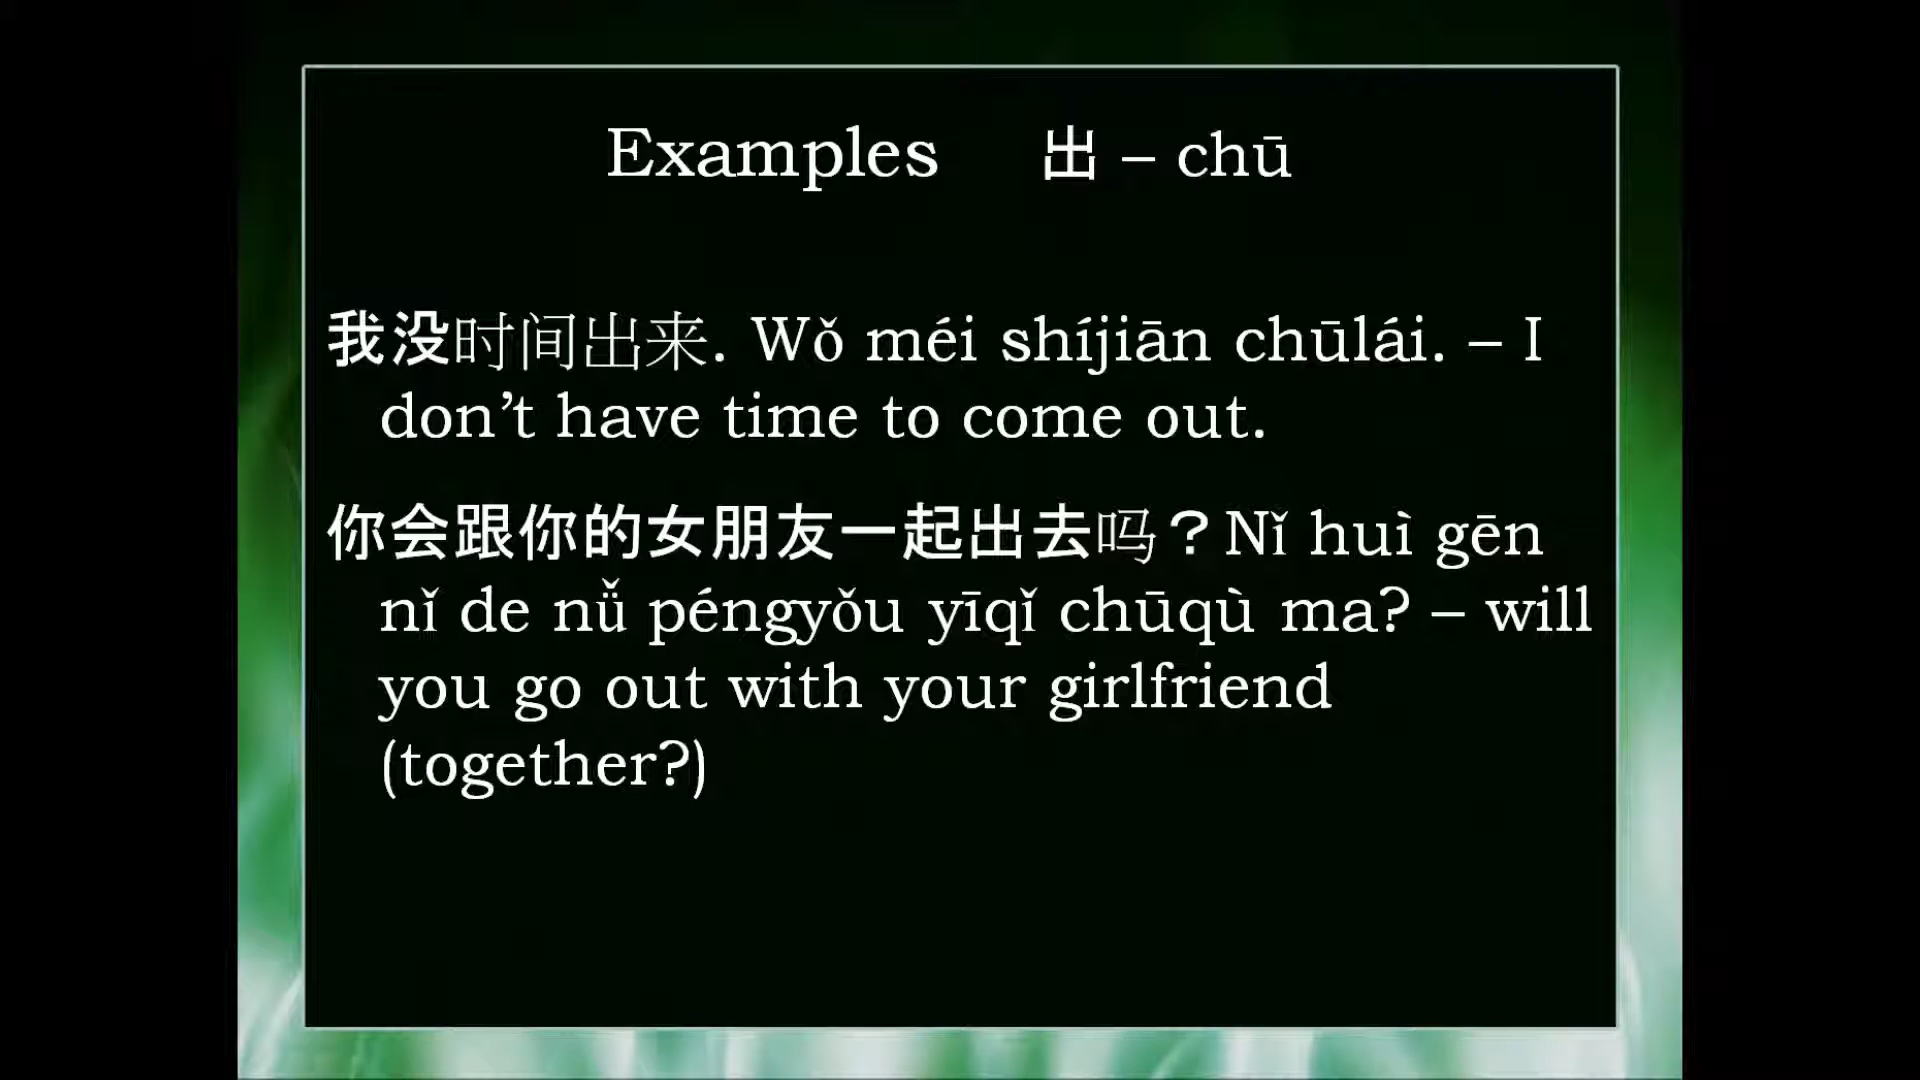 Examples 出 – chū
我没时间出来. Wǒ méi shíjiān chūlái. – I
don’t have time to come out.
你会跟你的女朋友一起出去吗？Nǐ huì gēn
nǐ de nǚ péngyǒu yīqǐ chūqù ma? – will
you go out with your girlfriend
(together?)